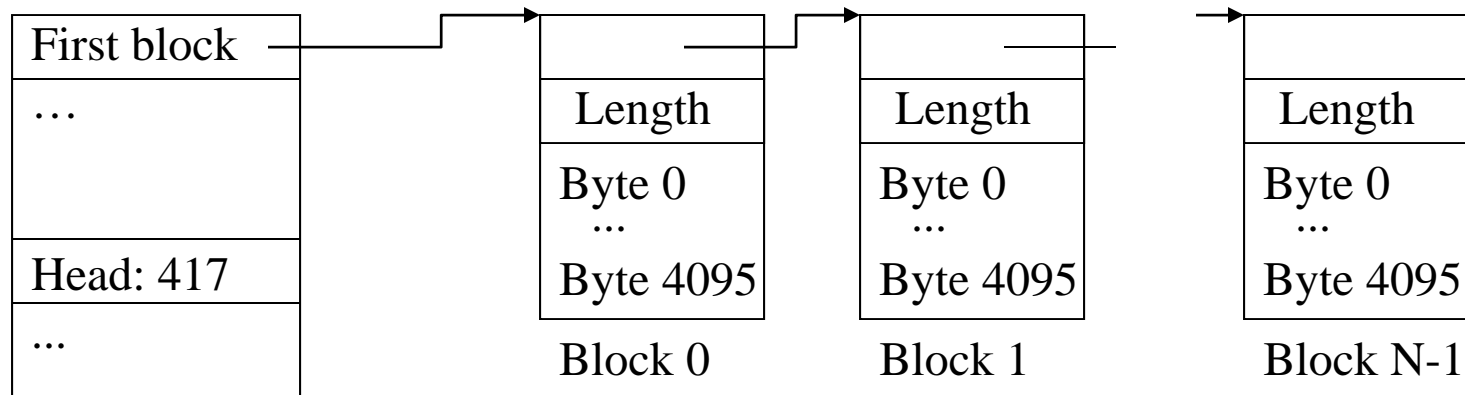 First block
…
Head: 417
...
Length
Byte 0
...
Byte 4095
Block 0
Length
Byte 0
...
Byte 4095
Block 1
Length
Byte 0
...
Byte 4095
Block N-1